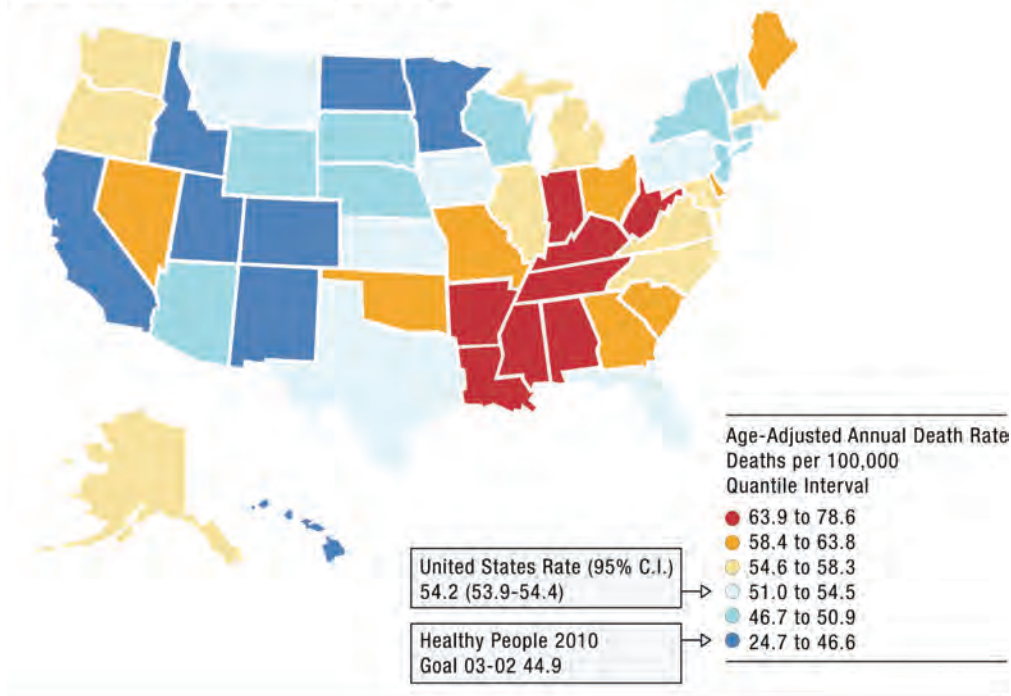 Age-Adjusted Annual Death Rate
Deaths per 100,000
Quantile Interval
63.9 to 78.6
58.4 to 63.8
54.6 to 58.3
51.0 to 54.5
46.7 to 50.9
24.7 to 46.6
United States Rate (95% C.I.)
54.2 (53.9-54.4)
Healthy People 2010
Goal 03-02 44.9